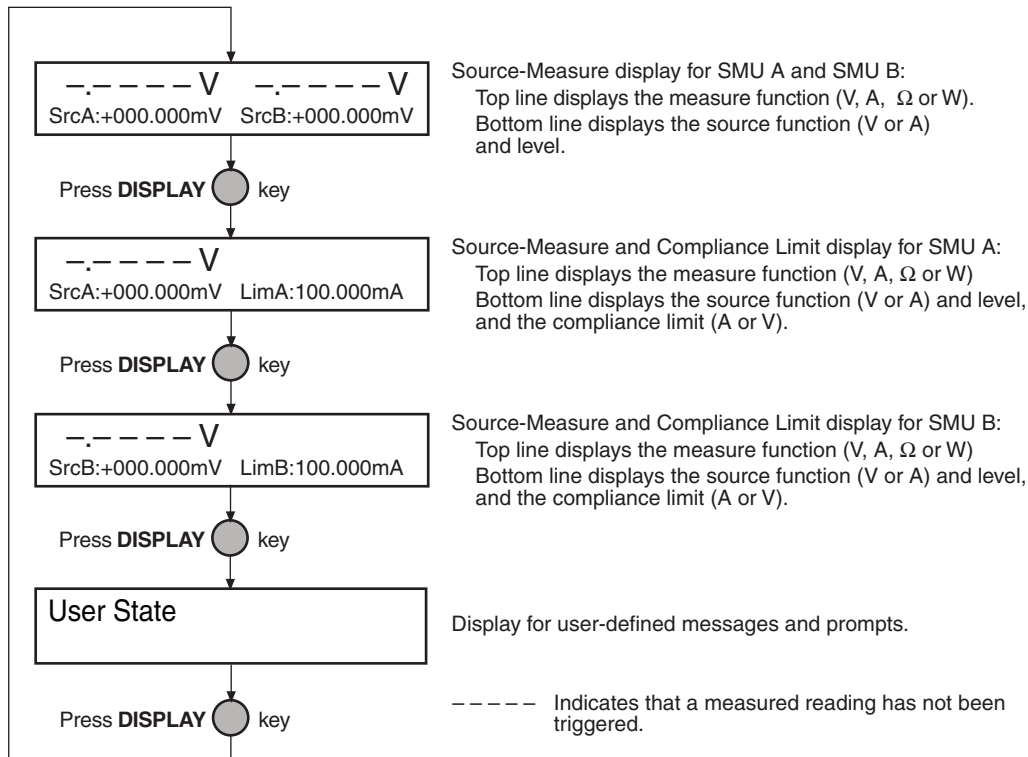 –.– – – – V –.– – – – V
SrcA:+000.000mV SrcB:+000.000mV
Source-Measure display for SMU A and SMU B:
Top line displays the measure function (V, A, Ω or W).
Bottom line displays the source function (V or A)
and level.
Press DISPLAY key
–.– – – – V
SrcA:+000.000mV LimA:100.000mA
Source-Measure and Compliance Limit display for SMU A:
Top line displays the measure function (V, A, Ω or W)
Bottom line displays the source function (V or A) and level,
and the compliance limit (A or V).
Press DISPLAY key
–.– – – – V
SrcB:+000.000mV LimB:100.000mA
Source-Measure and Compliance Limit display for SMU B:
Top line displays the measure function (V, A, Ω or W)
Bottom line displays the source function (V or A) and level,
and the compliance limit (A or V).
Press DISPLAY key
User State
Display for user-defined messages and prompts.
Press DISPLAY key
– – – – – Indicates that a measured reading has not been
triggered.